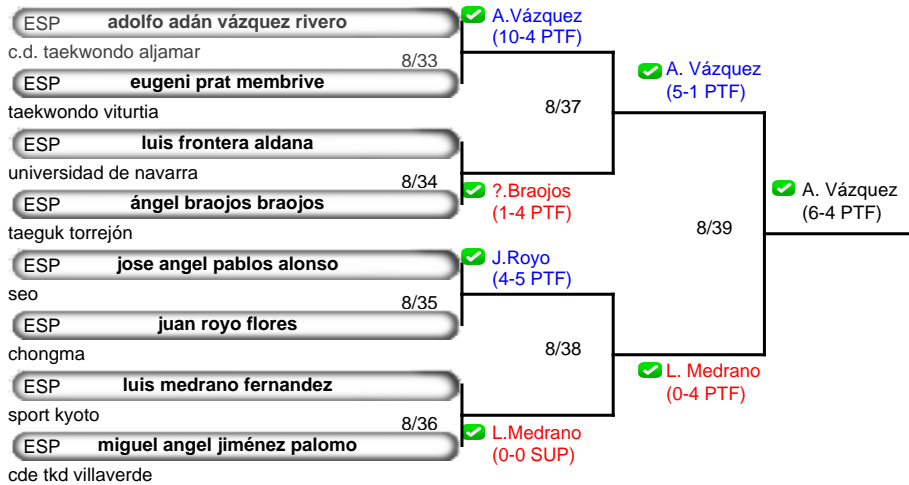 ESP adolfo adán vázquez rivero
c.d. taekwondo aljamar
8/33
ESP eugeni prat membrive
taekwondo viturtia
ESP luis frontera aldana
universidad de navarra
8/34
ESP ángel braojos braojos
taeguk torrejón
ESP jose angel pablos alonso
seo
8/35
ESP juan royo flores
chongma
ESP luis medrano fernandez
sport kyoto
8/36
ESP miguel angel jiménez palomo
cde tkd villaverde
A.Vázquez
(10-4 PTF)
8/37
?.Braojos
(1-4 PTF)
J.Royo
(4-5 PTF)
8/38
L.Medrano
(0-0 SUP)
A. Vázquez
(5-1 PTF)
8/39
L. Medrano
(0-4 PTF)
A. Vázquez
(6-4 PTF)